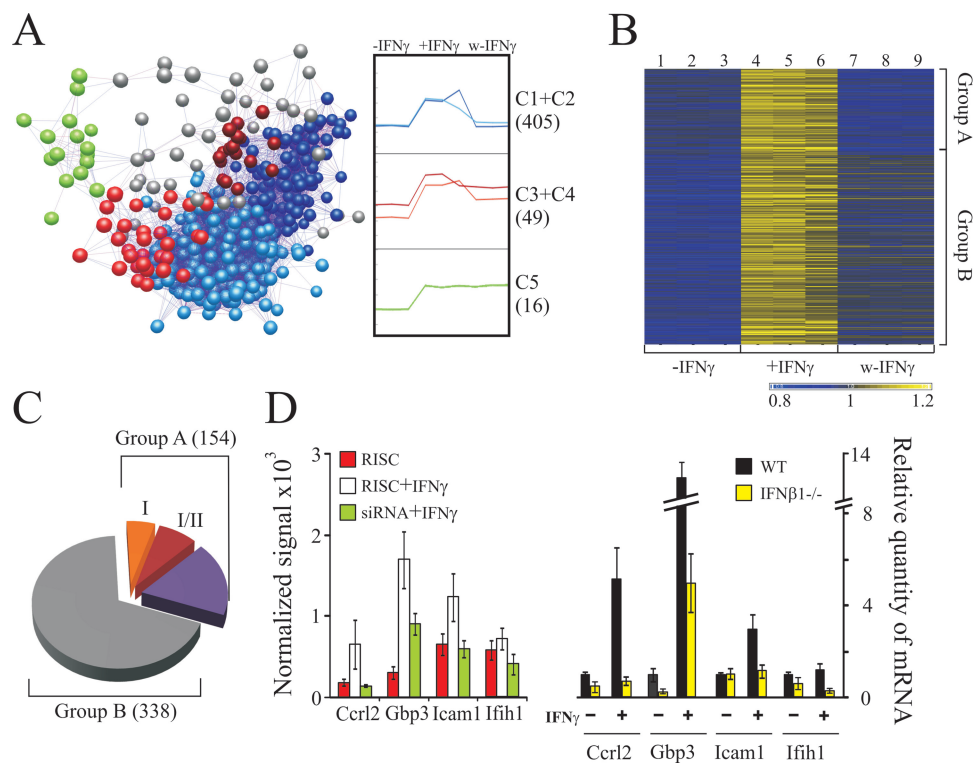 A
-IFNγ +IFNγ w-IFNγ
C1+C2
(405)
C3+C4
(49)
C5
(16)
B
1 2 3 4 5 6 7 8 9
Group A
Group B
-IFNγ +IFNγ w-IFNγ
0.8 1 1.2
C
Group A (154)
I
I/II
Group B (338)
D
Normalized signal x10³
3
2
1
0
RISC
RISC+IFNγ
siRNA+IFNγ
Ccrl2 Gbp3 Icam1 Ifih1
WT
IFNβ1-/-
14
8
4
0
Relative quantity of mRNA
IFNγ − + − + − + − +
Ccrl2 Gbp3 Icam1 Ifih1